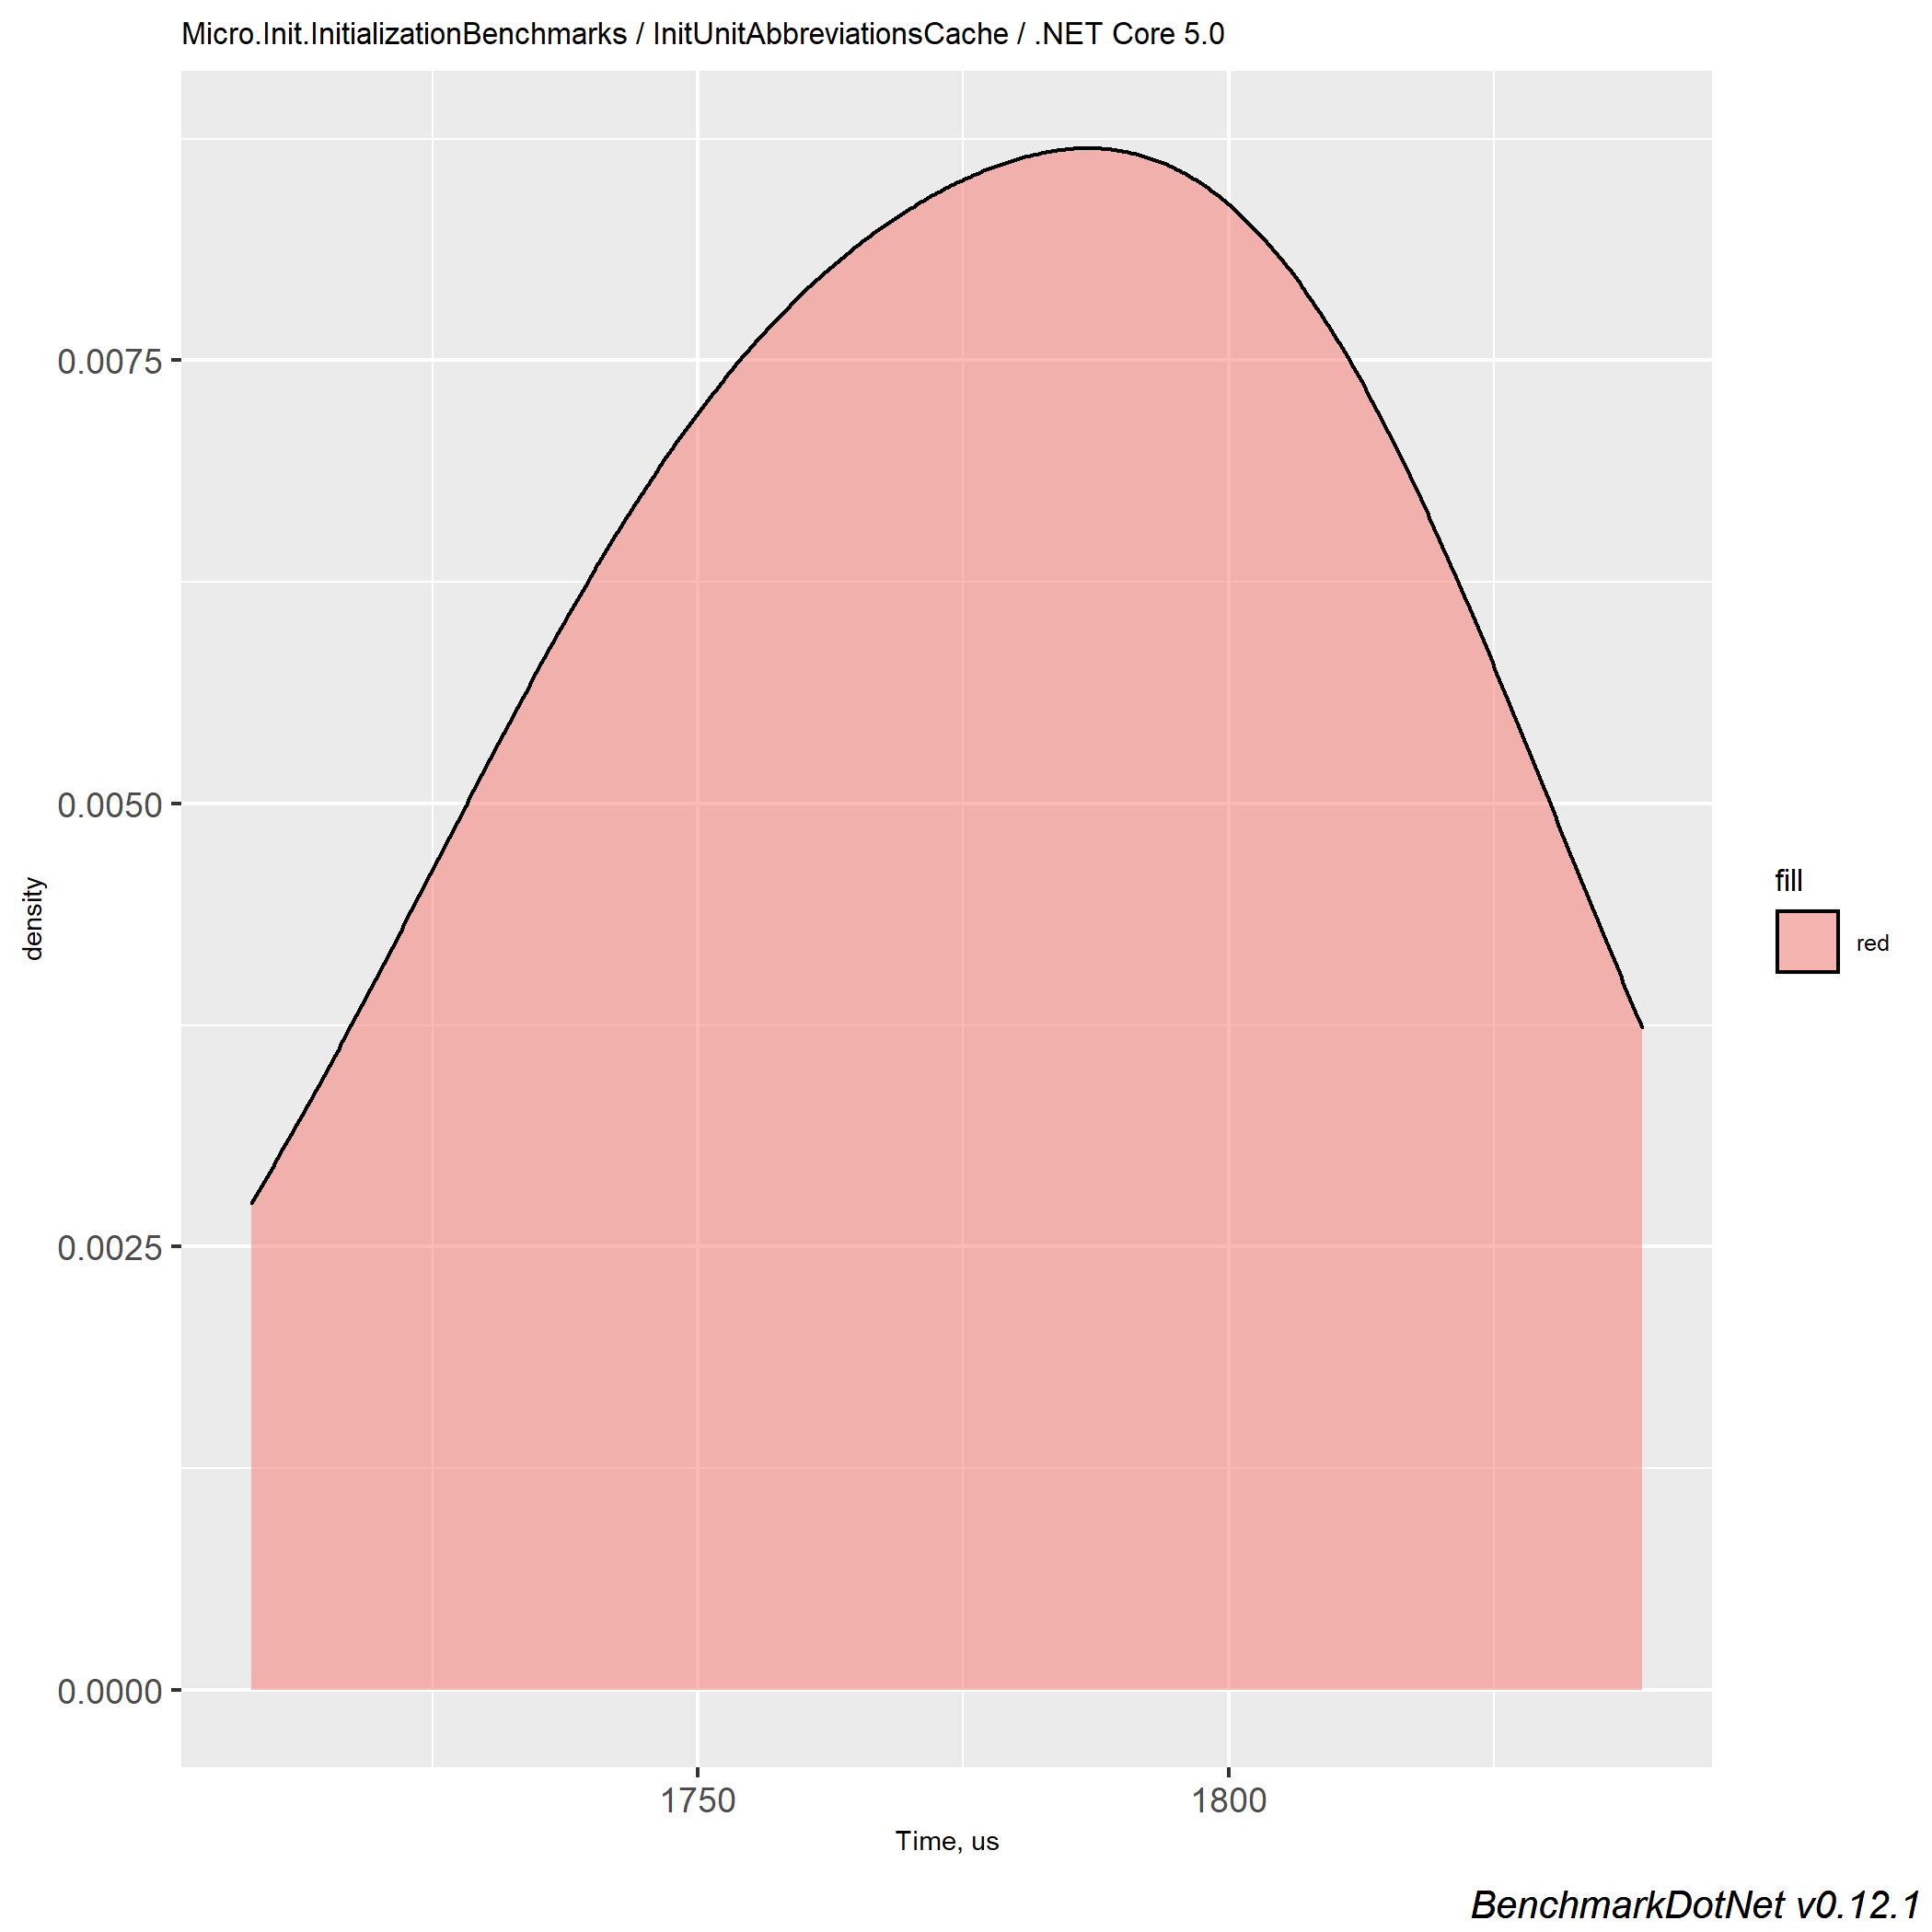 Micro.Init.InitializationBenchmarks / InitUnitAbbreviationsCache / .NET Core 5.0
0.0075
0.0050
0.0025
0.0000
density
1750
1800
Time, us
fill
red
BenchmarkDotNet v0.12.1